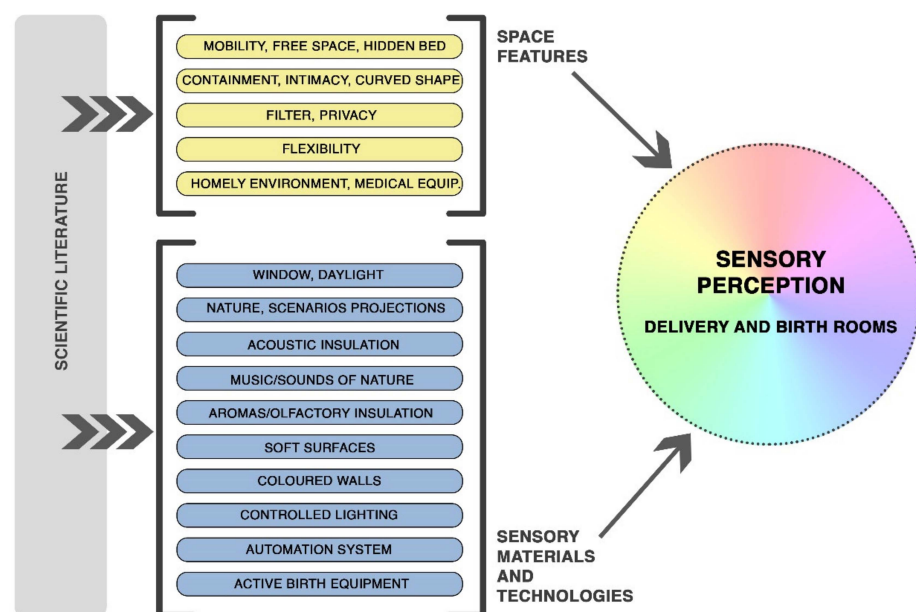 SCIENTIFIC LITERATURE
MOBILITY, FREE SPACE, HIDDEN BED
CONTAINMENT, INTIMACY, CURVED SHAPE
FILTER, PRIVACY
FLEXIBILITY
HOMELY ENVIRONMENT, MEDICAL EQUIP.
SPACE
FEATURES
WINDOW, DAYLIGHT
NATURE, SCENARIOS PROJECTIONS
ACOUSTIC INSULATION
MUSIC/SOUNDS OF NATURE
AROMAS/OLFACTORY INSULATION
SOFT SURFACES
COLOURED WALLS
CONTROLLED LIGHTING
AUTOMATION SYSTEM
ACTIVE BIRTH EQUIPMENT
SENSORY
MATERIALS
AND
TECHNOLOGIES
SENSORY
PERCEPTION
DELIVERY AND BIRTH ROOMS